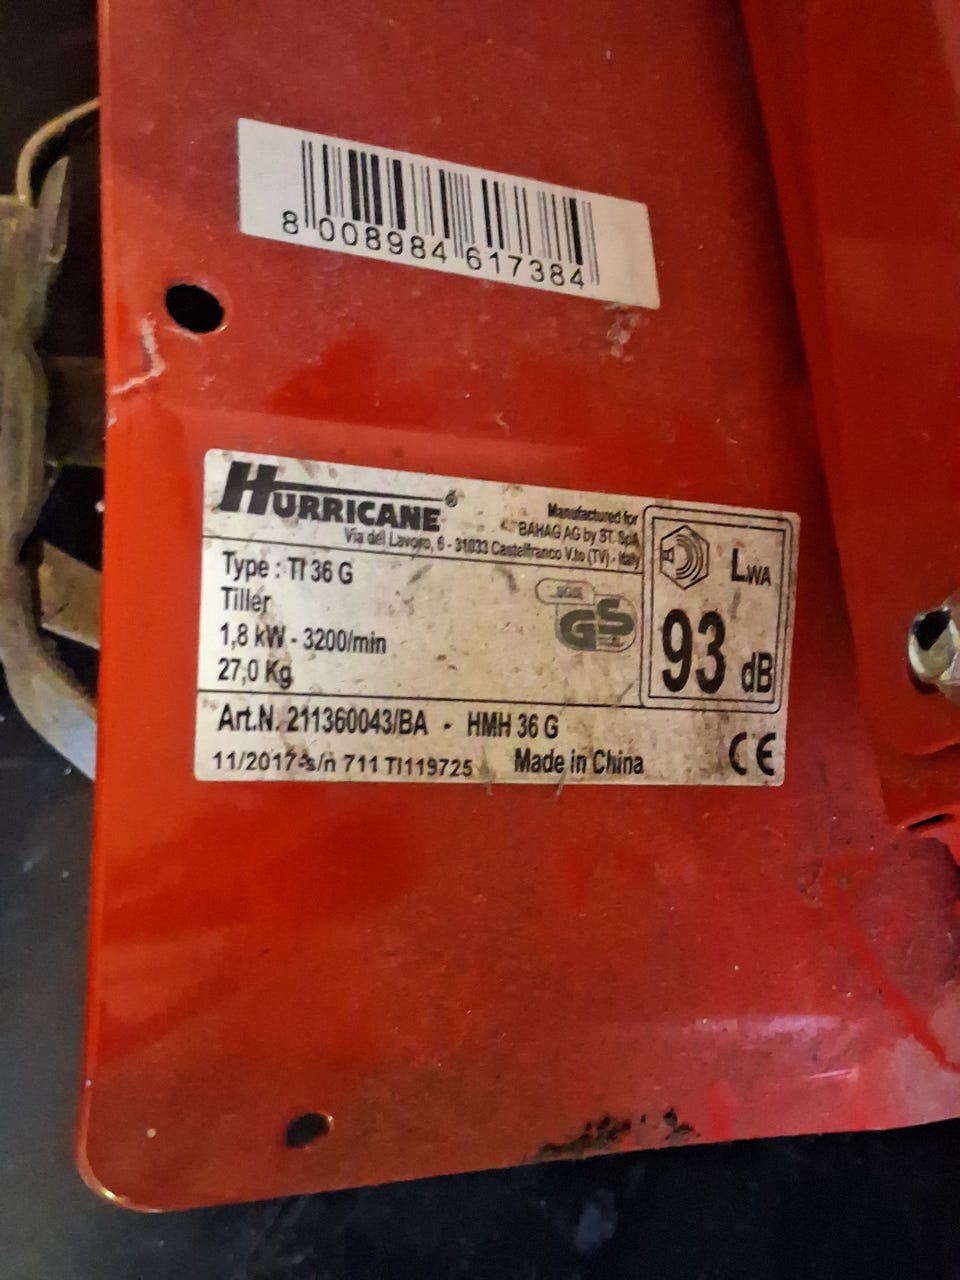 8 008984 617384
HURRICANE®
Manufactured for
BAHAG AG by ST. SpA
Via del Lavoro, 6 - 31033 Castelfranco V.to (TV) - Italy
Type : TI 36 G
Tiller
1,8 kW - 3200/min
27,0 Kg
GS
LWA
93 dB
Art.N. 211360043/BA - HMH 36 G
11/2017 s/n 711 TI119725 Made in China CE